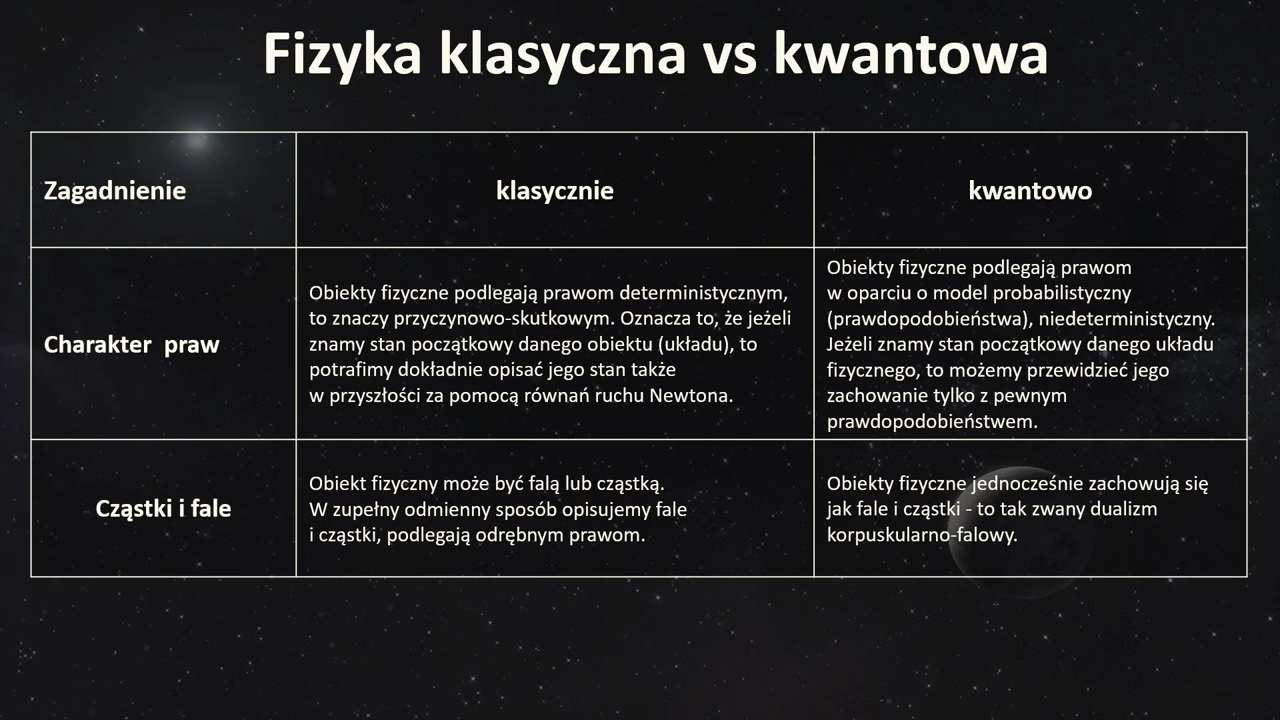 Fizyka klasyczna vs kwantowa
Zagadnienie
klasycznie
kwantowo
Charakter  praw
Obiekty fizyczne podlegają prawom deterministycznym,
to znaczy przyczynowo-skutkowym. Oznacza to, że jeżeli
znamy stan początkowy danego obiektu (układu), to
potrafimy dokładnie opisać jego stan także
w przyszłości za pomocą równań ruchu Newtona.
Obiekty fizyczne podlegają prawom
w oparciu o model probabilistyczny
(prawdopodobieństwa), niedeterministyczny.
Jeżeli znamy stan początkowy danego układu
fizycznego, to możemy przewidzieć jego
zachowanie tylko z pewnym
prawdopodobieństwem.
Cząstki i fale
Obiekt fizyczny może być falą lub cząstką.
W zupełny odmienny sposób opisujemy fale
i cząstki, podlegają odrębnym prawom.
Obiekty fizyczne jednocześnie zachowują się
jak fale i cząstki - to tak zwany dualizm
korpuskularno-falowy.